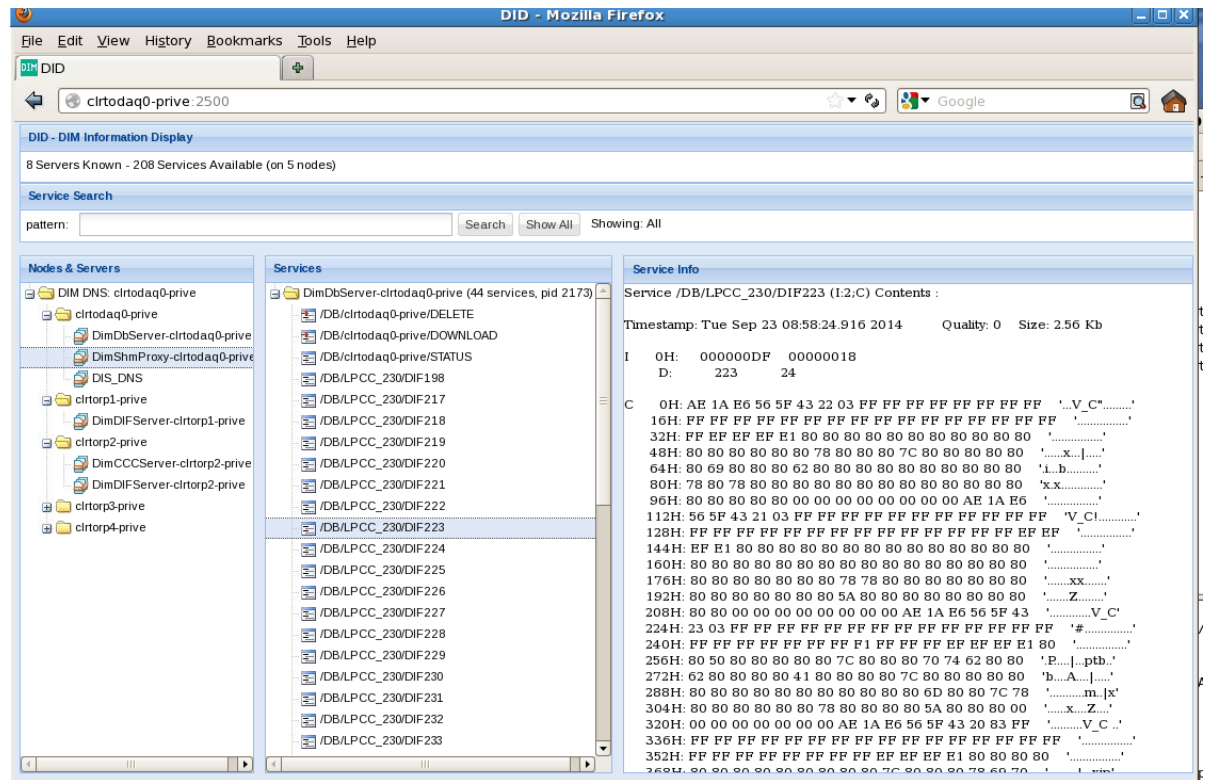 DID - Mozilla Firefox
File Edit View History Bookmarks Tools Help
DIM DID
clrtodaq0-prive:2500
Google
DID - DIM Information Display
8 Servers Known - 208 Services Available (on 5 nodes)
Service Search
pattern: Search Show All Showing: All
Nodes & Servers
DIM DNS: clrtodaq0-prive
clrtodaq0-prive
DimDbServer-clrtodaq0-prive
DimShmProxy-clrtodaq0-prive
DIS_DNS
clrtorp1-prive
DimDIFServer-clrtorp1-prive
clrtorp2-prive
DimCCCServer-clrtorp2-prive
DimDIFServer-clrtorp2-prive
clrtorp3-prive
clrtorp4-prive
Services
DimDbServer-clrtodaq0-prive (44 services, pid 2173)
/DB/clrtodaq0-prive/DELETE
/DB/clrtodaq0-prive/DOWNLOAD
/DB/clrtodaq0-prive/STATUS
/DB/LPCC_230/DIF198
/DB/LPCC_230/DIF217
/DB/LPCC_230/DIF218
/DB/LPCC_230/DIF219
/DB/LPCC_230/DIF220
/DB/LPCC_230/DIF221
/DB/LPCC_230/DIF222
/DB/LPCC_230/DIF223
/DB/LPCC_230/DIF224
/DB/LPCC_230/DIF225
/DB/LPCC_230/DIF226
/DB/LPCC_230/DIF227
/DB/LPCC_230/DIF228
/DB/LPCC_230/DIF229
/DB/LPCC_230/DIF230
/DB/LPCC_230/DIF231
/DB/LPCC_230/DIF232
/DB/LPCC_230/DIF233
Service Info
Service /DB/LPCC_230/DIF223 (I:2;C) Contents :
Timestamp: Tue Sep 23 08:58:24.916 2014 Quality: 0 Size: 2.56 Kb
I 0H: 000000DF 00000018
D: 223 24
C 0H: AE 1A E6 56 5F 43 22 03 FF FF FF FF FF FF FF FF '...V_C".........'
16H: FF FF FF FF FF FF FF FF FF FF FF FF FF FF FF FF '................'
32H: FF EF EF EF E1 80 80 80 80 80 80 80 80 80 80 80 '................'
48H: 80 80 80 80 80 80 78 80 80 80 7C 80 80 80 80 80 '......x...|.....'
64H: 80 69 80 80 80 62 80 80 80 80 80 80 80 80 80 80 '.i...b..........'
80H: 78 80 78 80 80 80 80 80 80 80 80 80 80 80 80 80 'x.x.............'
96H: 80 80 80 80 80 00 00 00 00 00 00 00 00 AE 1A E6 '................'
112H: 56 5F 43 21 03 FF FF FF FF FF FF FF FF FF FF FF 'V_C!............'
128H: FF FF FF FF FF FF FF FF FF FF FF FF FF FF EF EF '................'
144H: EF E1 80 80 80 80 80 80 80 80 80 80 80 80 80 80 '................'
160H: 80 80 80 80 80 80 80 80 80 80 80 80 80 80 80 80 '................'
176H: 80 80 80 80 80 80 80 78 78 80 80 80 80 80 80 80 '.......xx.......'
192H: 80 80 80 80 80 80 80 5A 80 80 80 80 80 80 80 80 '.......Z........'
208H: 80 80 00 00 00 00 00 00 00 00 AE 1A E6 56 5F 43 '.............V_C'
224H: 23 03 FF FF FF FF FF FF FF FF FF FF FF FF FF FF '#...............'
240H: FF FF FF FF FF FF FF FF F1 FF FF FF EF EF EF E1 80 '................'
256H: 80 50 80 80 80 80 80 7C 80 80 80 70 74 62 80 80 '.P.....|...ptb..'
272H: 62 80 80 80 80 41 80 80 80 80 7C 80 80 80 80 80 'b....A....|.....'
288H: 80 80 80 80 80 80 80 80 80 80 80 6D 80 80 7C 78 '...........m..|x'
304H: 80 80 80 80 80 80 78 80 80 80 80 5A 80 80 80 00 '......x....Z....'
320H: 00 00 00 00 00 00 00 AE 1A E6 56 5F 43 20 83 FF '..........V_C ..'
336H: FF FF FF FF FF FF FF FF FF FF FF FF FF FF FF FF '................'
352H: FF FF FF FF FF FF FF FF EF EF EF E1 80 80 80 80 '................'